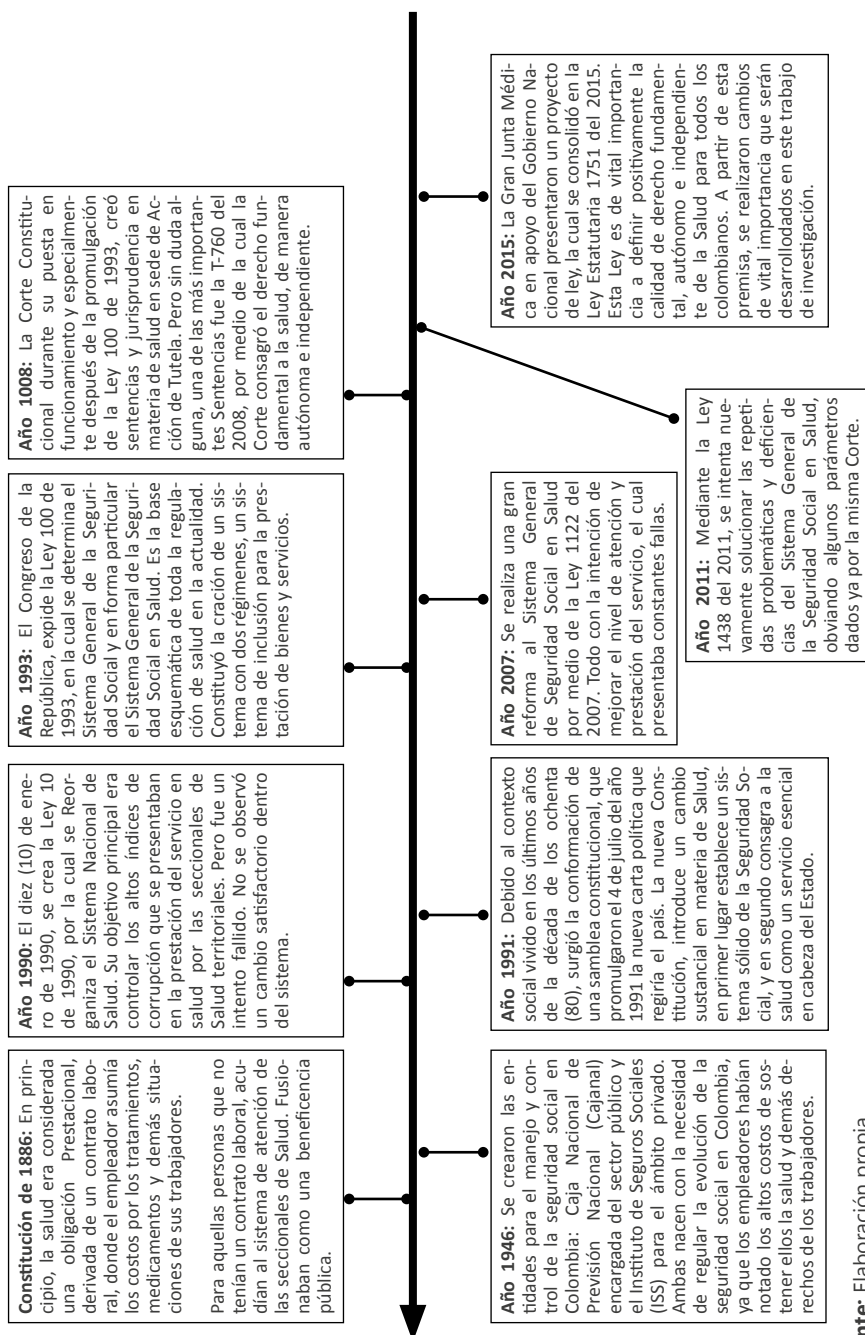 Constitución de 1886: En prin-
cipio, la salud era considerada
una obligación Prestacional,
derivada de un contrato labo-
ral, donde el empleador asumía
los costos por los tratamientos,
medicamentos y demás situa-
ciones de sus trabajadores.
Para aquellas personas que no
tenían un contrato laboral, acu-
dían al sistema de atención de
las seccionales de Salud. Fusio-
naban como una beneficencia
pública.
Año 1990: El diez (10) de ene-
ro de 1990, se crea la Ley 10
de 1990, por la cual se Reor-
ganiza el Sistema Nacional de
Salud. Su objetivo principal era
controlar los altos índices de
corrupción que se presentaban
en la prestación del servicio en
salud por las seccionales de
Salud territoriales. Pero fue un
intento fallido. No se observó
un cambio satisfactorio dentro
del sistema.
Año 1993: El Congreso de la
República, expide la Ley 100 de
1993, en la cual se determina el
Sistema General de la Seguri-
dad Social y en forma particular
el Sistema General de la Seguri-
dad Social en Salud. Es la base
esquemática de toda la regula-
ción de salud en la actualidad.
Constituyó la cración de un sis-
tema con dos régimenes, un sis-
tema de inclusión para la pres-
tación de bienes y servicios.
Año 1008: La Corte Constitu-
cional durante su puesta en
funcionamiento y especialmen-
te después de la promulgación
de la Ley 100 de 1993, creó
sentencias y jurisprudencia en
materia de salud en sede de Ac-
ción de Tutela. Pero sin duda al-
guna, una de las más importan-
tes Sentencias fue la T-760 del
2008, por medio de la cual la
Corte consagró el derecho fun-
damental a la salud, de manera
autónoma e independiente.
Año 1946: Se crearon las en-
tidades para el manejo y con-
trol de la seguridad social en
Colombia: Caja Nacional de
Previsión Nacional (Cajanal)
encargada del sector público y
el Instituto de Seguros Sociales
(ISS) para el ámbito privado.
Ambas nacen con la necesidad
de regular la evolución de la
seguridad social en Colombia,
ya que los empleadores habían
notado los altos costos de sos-
tener ellos la salud y demás de-
rechos de los trabajadores.
Año 1991: Debido al contexto
social vivido en los últimos años
de la década de los ochenta
(80), surgió la conformación de
una samblea constitucional, que
promulgaron el 4 de julio del año
1991 la nueva carta política que
regiría el país. La nueva Cons-
titución, introduce un cambio
sustancial en materia de Salud,
en primer lugar establece un sis-
tema sólido de la Seguridad So-
cial, y en segundo consagra a la
salud como un servicio esencial
en cabeza del Estado.
Año 2007: Se realiza una gran
reforma al Sistema General
de Seguridad Social en Salud
por medio de la Ley 1122 del
2007. Todo con la intención de
mejorar el nivel de atención y
prestación del servicio, el cual
presentaba constantes fallas.
Año 2011: Mediante la Ley
1438 del 2011, se intenta nue-
vamente solucionar las repeti-
das problemáticas y deficien-
cias del Sistema General de
la Seguridad Social en Salud,
obviando algunos parámetros
dados ya por la misma Corte.
Año 2015: La Gran Junta Médi-
ca en apoyo del Gobierno Na-
cional presentaron un proyecto
de ley, la cual se consolidó en la
Ley Estatutaria 1751 del 2015.
Esta Ley es de vital importan-
cia a definir positivamente la
calidad de derecho fundamen-
tal, autónomo e independien-
te de la Salud para todos los
colombianos. A partir de esta
premisa, se realizaron cambios
de vital importancia que serán
desarrollodados en este trabajo
de investigación.
nte: Elaboración propia